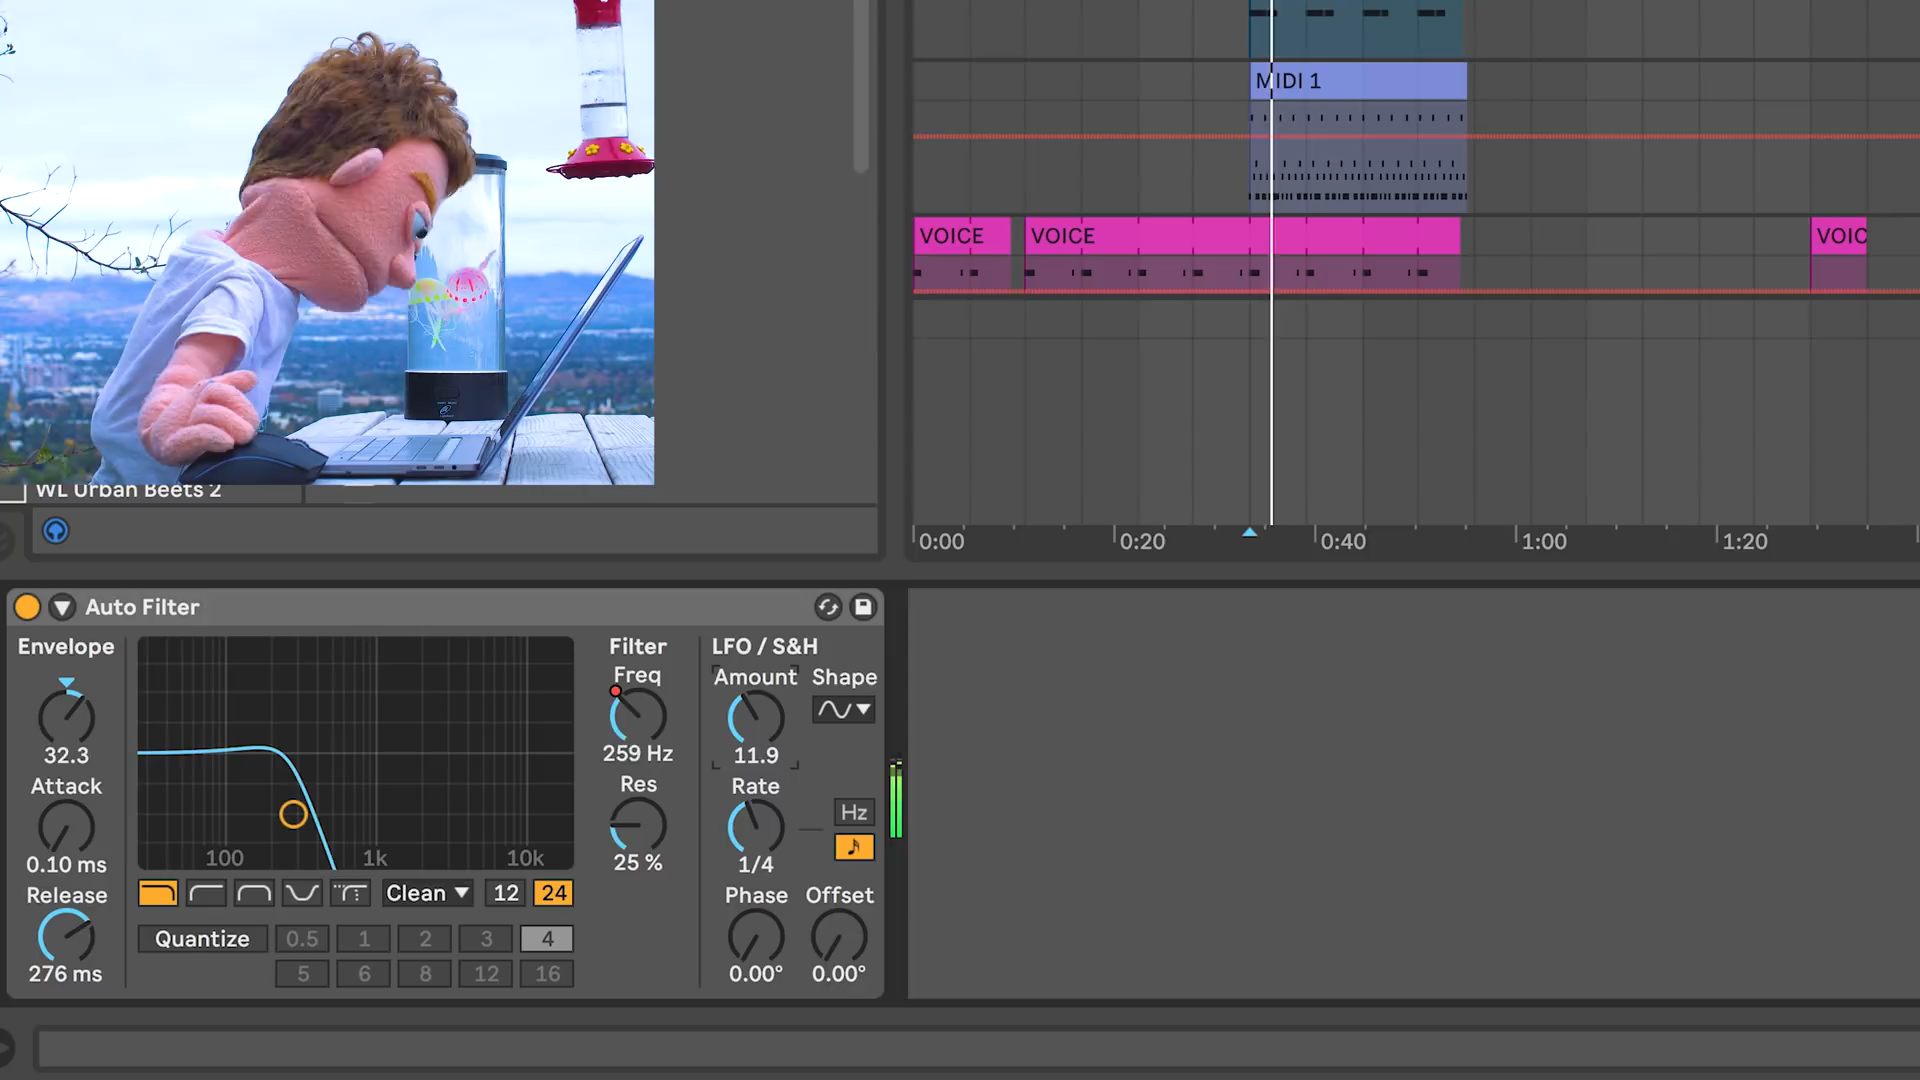 MIDI 1
VOICE
VOICE
VOIC
WL Urban Beets 2
0:00
0:20
0:40
1:00
1:20
Auto Filter
Envelope
32.3
Attack
0.10 ms
Release
276 ms
100
1k
10k
Clean
12
24
Quantize
0.5
1
2
3
4
5
6
8
12
16
Filter
Freq
259 Hz
Res
25 %
LFO / S&H
Amount
Shape
11.9
Rate
Hz
1/4
Phase
Offset
0.00°
0.00°